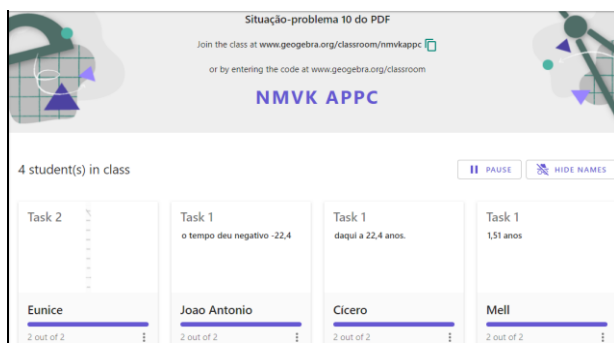 Situação-problema 10 do PDF
Join the class at www.geogebra.org/classroom/nmvkappc
or by entering the code at www.geogebra.org/classroom
NMVK APPC
4 student(s) in class
PAUSE
HIDE NAMES
Task 2
Task 1
o tempo deu negativo -22,4
Task 1
daqui a 22,4 anos.
Task 1
1,51 anos
Eunice
Joao Antonio
Cícero
Mell
2 out of 2
2 out of 2
2 out of 2
2 out of 2